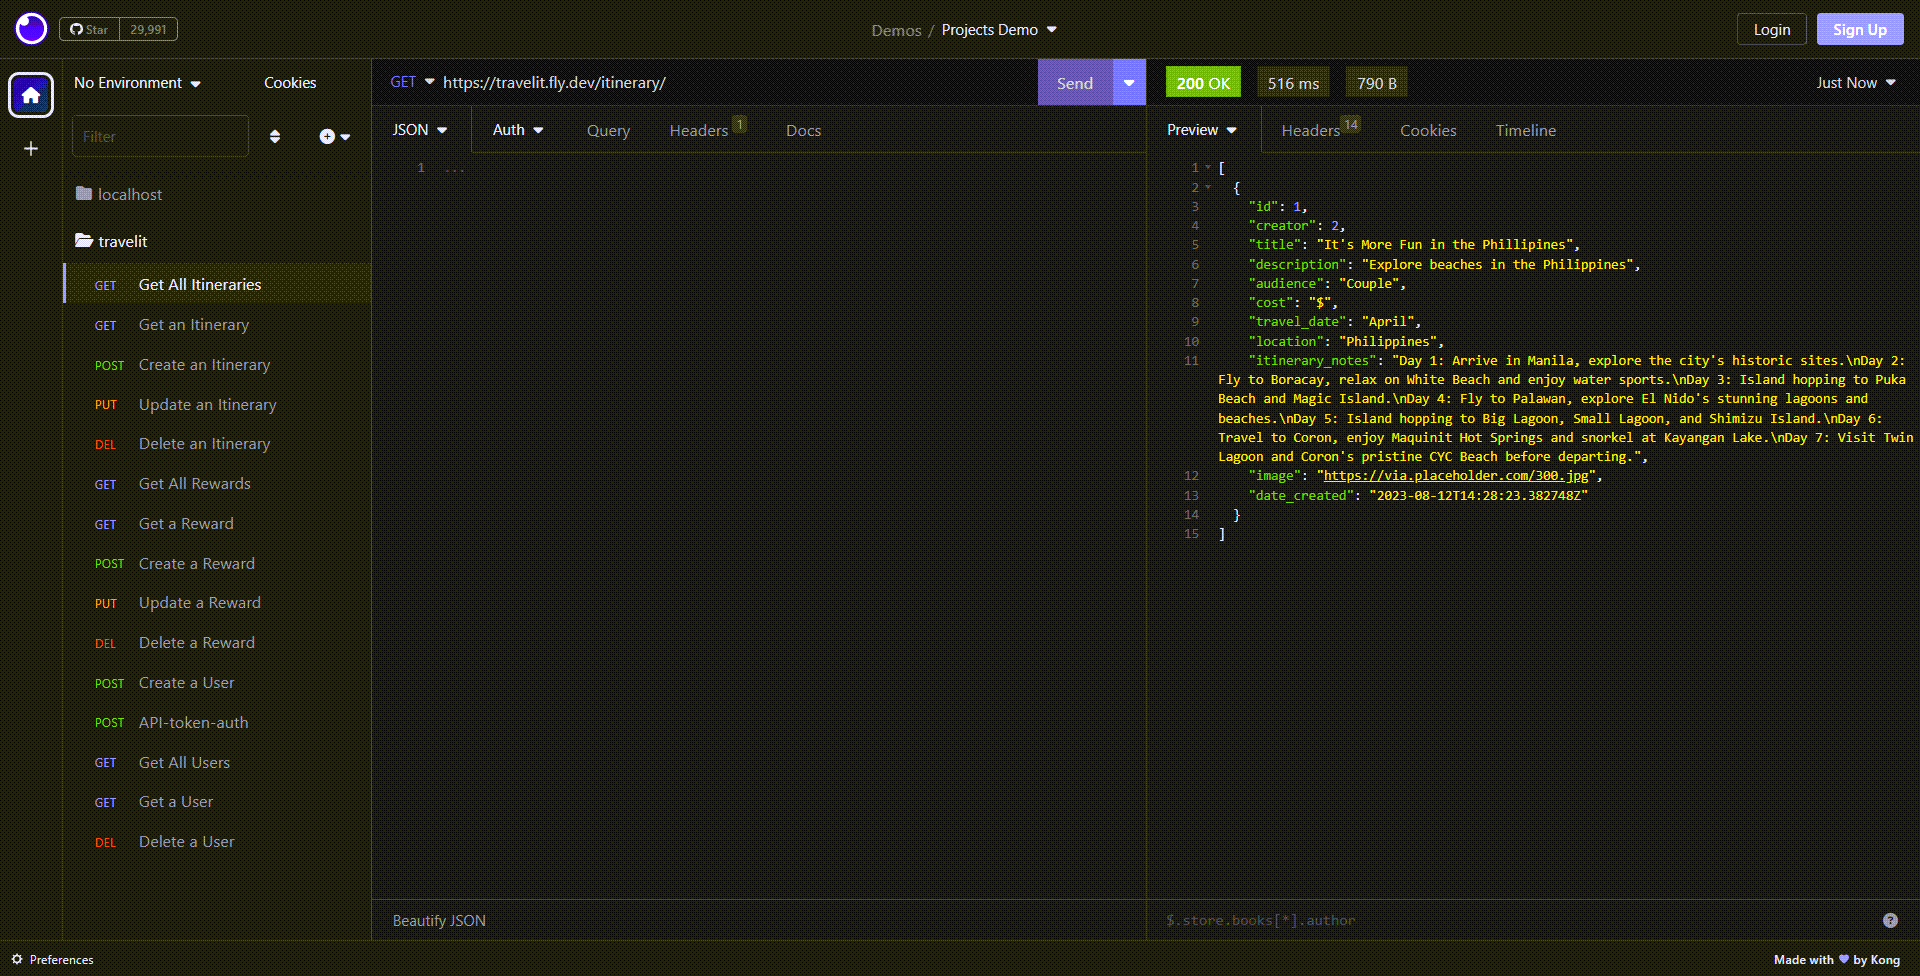 Star 29,991
Demos / Projects Demo
Login Sign Up
No Environment Cookies
Filter
localhost
travelit
GET Get All Itineraries
GET Get an Itinerary
POST Create an Itinerary
PUT Update an Itinerary
DEL Delete an Itinerary
GET Get All Rewards
GET Get a Reward
POST Create a Reward
PUT Update a Reward
DEL Delete a Reward
POST Create a User
POST API-token-auth
GET Get All Users
GET Get a User
DEL Delete a User
GET https://travelit.fly.dev/itinerary/ Send
JSON Auth Query Headers 1 Docs
1 ...
Beautify JSON
200 OK 516 ms 790 B Just Now
Preview Headers 14 Cookies Timeline
1 [
2 {
3 "id": 1,
4 "creator": 2,
5 "title": "It's More Fun in the Phillipines",
6 "description": "Explore beaches in the Philippines",
7 "audience": "Couple",
8 "cost": "$",
9 "travel_date": "April",
10 "location": "Philippines",
11 "itinerary_notes": "Day 1: Arrive in Manila, explore the city's historic sites.\nDay 2:
Fly to Boracay, relax on White Beach and enjoy water sports.\nDay 3: Island hopping to Puka
Beach and Magic Island.\nDay 4: Fly to Palawan, explore El Nido's stunning lagoons and
beaches.\nDay 5: Island hopping to Big Lagoon, Small Lagoon, and Shimizu Island.\nDay 6:
Travel to Coron, enjoy Maquinit Hot Springs and snorkel at Kayangan Lake.\nDay 7: Visit Twin
Lagoon and Coron's pristine CYC Beach before departing.",
12 "image": "https://via.placeholder.com/300.jpg",
13 "date_created": "2023-08-12T14:28:23.382748Z"
14 }
15 ]
$.store.books[*].author ?
Preferences
Made with by Kong